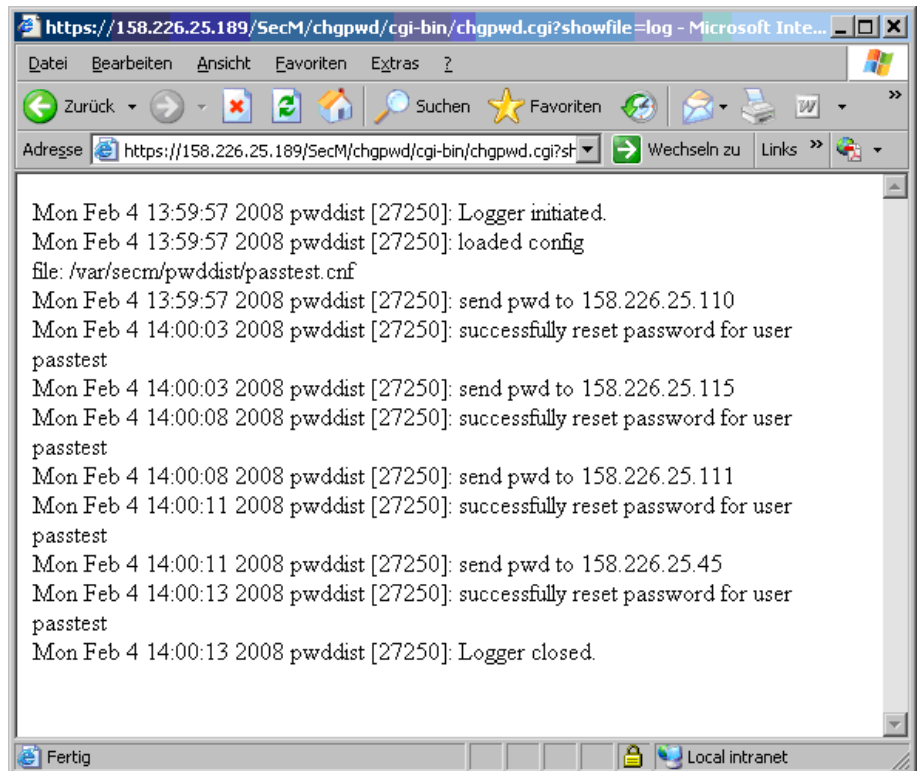 https://158.226.25.189/SecM/chgpwd/cgi-bin/chgpwd.cgi?showfile=log - Microsoft Inte...
Datei Bearbeiten Ansicht Favoriten Extras ?
Zurück Suchen Favoriten »
Adresse https://158.226.25.189/SecM/chgpwd/cgi-bin/chgpwd.cgi?sh Wechseln zu Links »
Mon Feb 4 13:59:57 2008 pwddist [27250]: Logger initiated.
Mon Feb 4 13:59:57 2008 pwddist [27250]: loaded config
file: /var/secm/pwddist/passtest.cnf
Mon Feb 4 13:59:57 2008 pwddist [27250]: send pwd to 158.226.25.110
Mon Feb 4 14:00:03 2008 pwddist [27250]: successfully reset password for user
passtest
Mon Feb 4 14:00:03 2008 pwddist [27250]: send pwd to 158.226.25.115
Mon Feb 4 14:00:08 2008 pwddist [27250]: successfully reset password for user
passtest
Mon Feb 4 14:00:08 2008 pwddist [27250]: send pwd to 158.226.25.111
Mon Feb 4 14:00:11 2008 pwddist [27250]: successfully reset password for user
passtest
Mon Feb 4 14:00:11 2008 pwddist [27250]: send pwd to 158.226.25.45
Mon Feb 4 14:00:13 2008 pwddist [27250]: successfully reset password for user
passtest
Mon Feb 4 14:00:13 2008 pwddist [27250]: Logger closed.
Fertig Local intranet